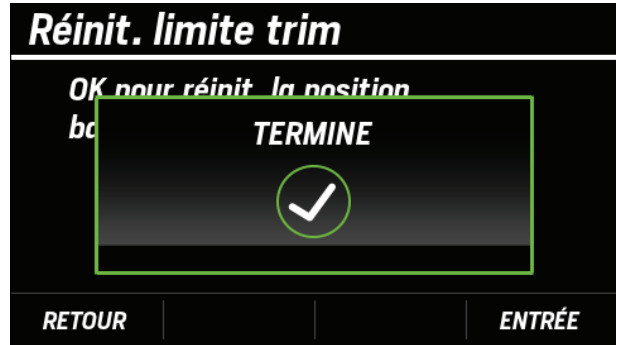 Réinit. limite trim
OK pour réinit. la position
TERMINE
RETOUR
ENTRÉE